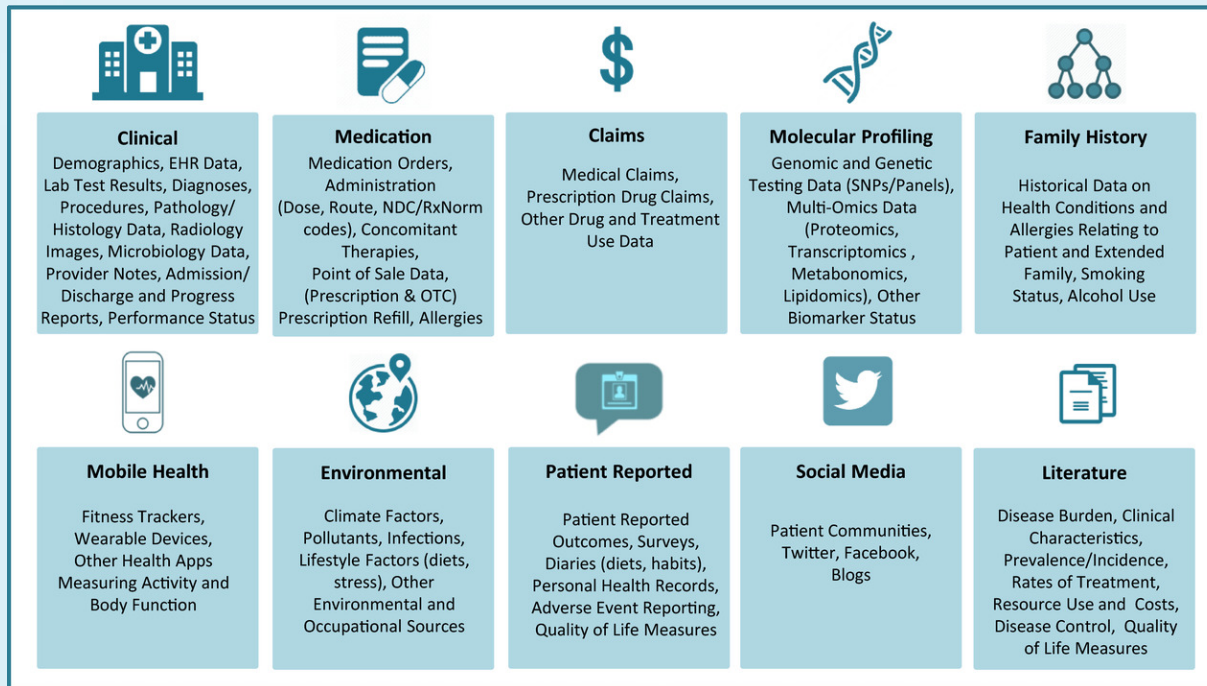 Clinical
Demographics, EHR Data,
Lab Test Results, Diagnoses,
Procedures, Pathology/
Histology Data, Radiology
Images, Microbiology Data,
Provider Notes, Admission/
Discharge and Progress
Reports, Performance Status
Medication
Medication Orders,
Administration
(Dose, Route, NDC/RxNorm
codes), Concomitant
Therapies,
Point of Sale Data,
(Prescription & OTC)
Prescription Refill, Allergies
Claims
Medical Claims,
Prescription Drug Claims,
Other Drug and Treatment
Use Data
Molecular Profiling
Genomic and Genetic
Testing Data (SNPs/Panels),
Multi-Omics Data
(Proteomics,
Transcriptomics ,
Metabonomics,
Lipidomics), Other
Biomarker Status
Family History
Historical Data on
Health Conditions and
Allergies Relating to
Patient and Extended
Family, Smoking
Status, Alcohol Use
Mobile Health
Fitness Trackers,
Wearable Devices,
Other Health Apps
Measuring Activity and
Body Function
Environmental
Climate Factors,
Pollutants, Infections,
Lifestyle Factors (diets,
stress), Other
Environmental and
Occupational Sources
Patient Reported
Patient Reported
Outcomes, Surveys,
Diaries (diets, habits),
Personal Health Records,
Adverse Event Reporting,
Quality of Life Measures
Social Media
Patient Communities,
Twitter, Facebook,
Blogs
Literature
Disease Burden, Clinical
Characteristics,
Prevalence/Incidence,
Rates of Treatment,
Resource Use and  Costs,
Disease Control,  Quality
of Life Measures